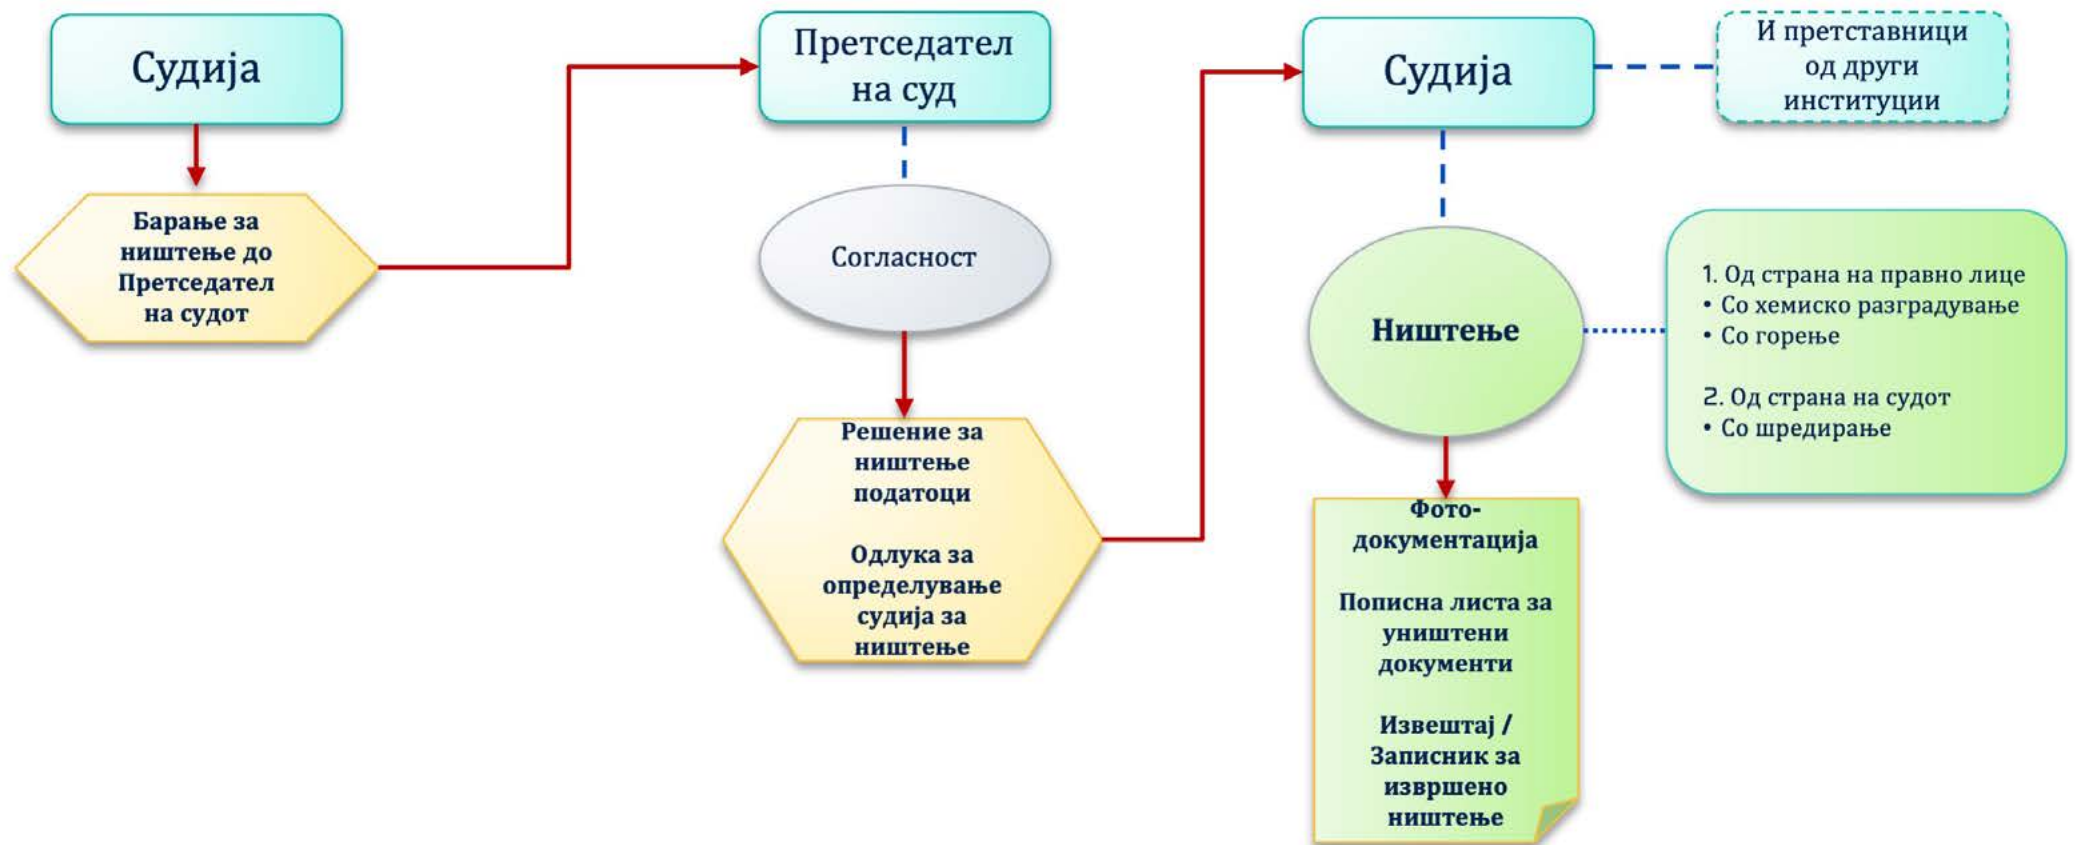 Судија
Барање за
ништење до
Претседател
на судот
Претседател
на суд
Согласност
Решение за
ништење
податоци
Одлука за
определување
судија за
ништење
Судија
И претставници
од други
институции
Ништење
1. Од страна на правно лице
• Со хемиско разградување
• Со горење
2. Од страна на судот
• Со шредирање
Фото-
документација
Пописна листа за
уништени
документи
Извештај /
Записник за
извршено
ништење